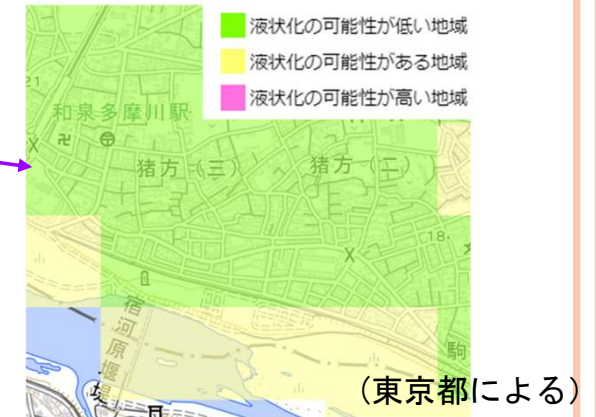 液状化の可能性が低い地域
液状化の可能性がある地域
液状化の可能性が高い地域
21
和泉多摩川駅
猪方(三)
猪方(二)
18.
宿河原堰堤
駒
(東京都による)